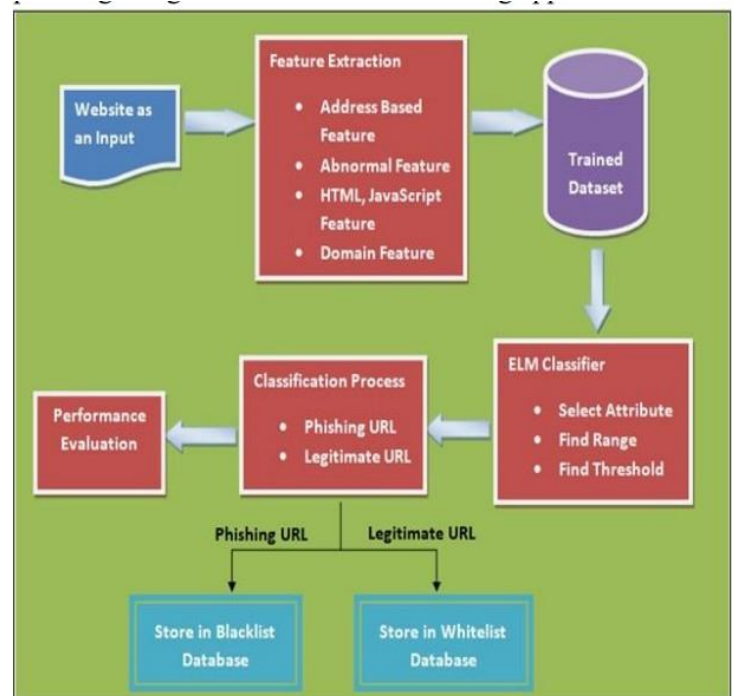 Website as
an Input
Feature Extraction
• Address Based
Feature
• Abnormal Feature
• HTML, JavaScript
Feature
• Domain Feature
Trained
Dataset
ELM Classifier
• Select Attribute
• Find Range
• Find Threshold
Classification Process
• Phishing URL
• Legitimate URL
Performance
Evaluation
Phishing URL
Legitimate URL
Store in Blacklist
Database
Store in Whitelist
Database